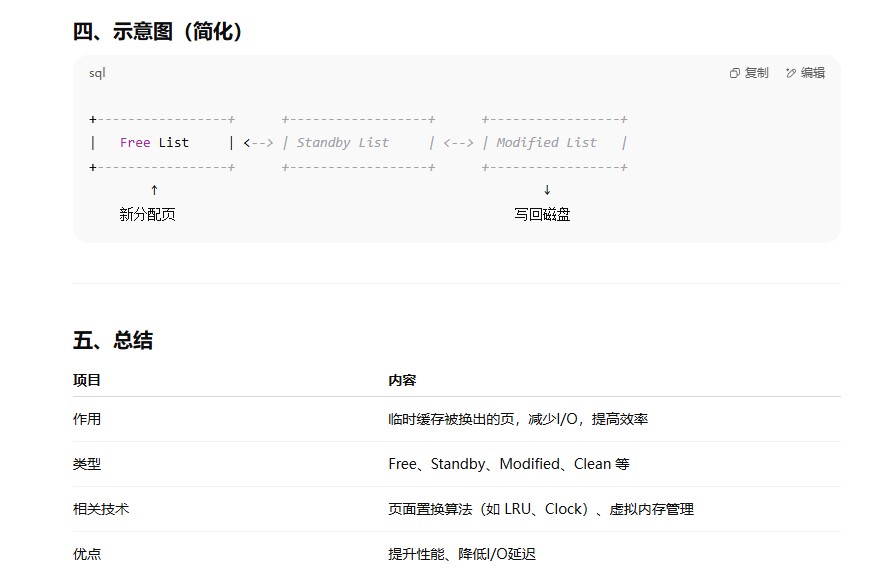 四、示意图（简化）
sql
复制 编辑
+-----------------+ +-----------------+ +-----------------+
| Free List | <--> | Standby List | <--> | Modified List |
+-----------------+ +-----------------+ +-----------------+
↑ ↓
新分配页 写回磁盘
五、总结
项目 内容
作用 临时缓存被换出的页，减少I/O，提高效率
类型 Free、Standby、Modified、Clean 等
相关技术 页面置换算法（如 LRU、Clock）、虚拟内存管理
优点 提升性能、降低I/O延迟